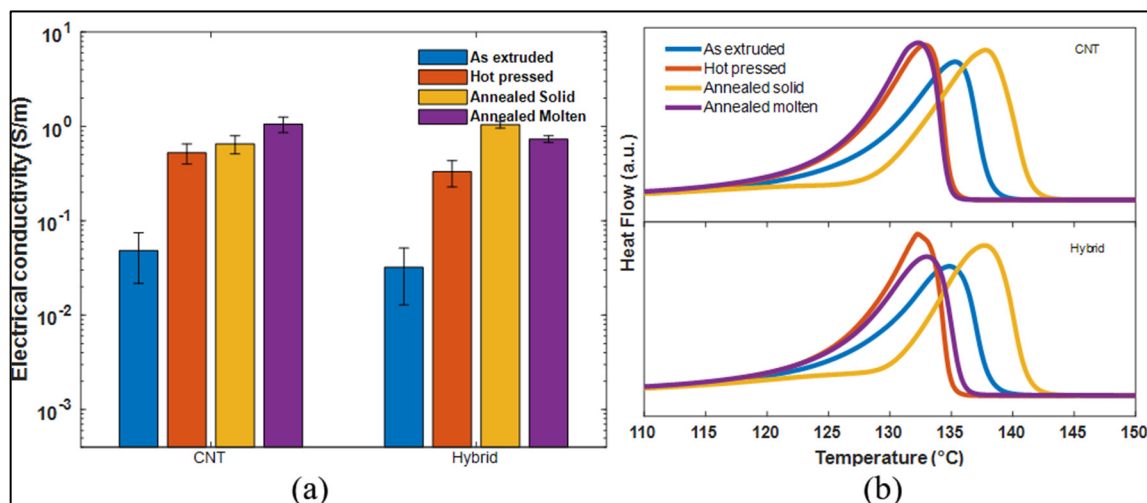 Electrical conductivity (S/m)
10^1
10^0
10^-1
10^-2
10^-3
As extruded
Hot pressed
Annealed Solid
Annealed Molten
CNT
Hybrid
(a)
Heat Flow (a.u.)
As extruded
Hot pressed
Annealed solid
Annealed molten
CNT
Hybrid
110 115 120 125 130 135 140 145 150
Temperature (°C)
(b)